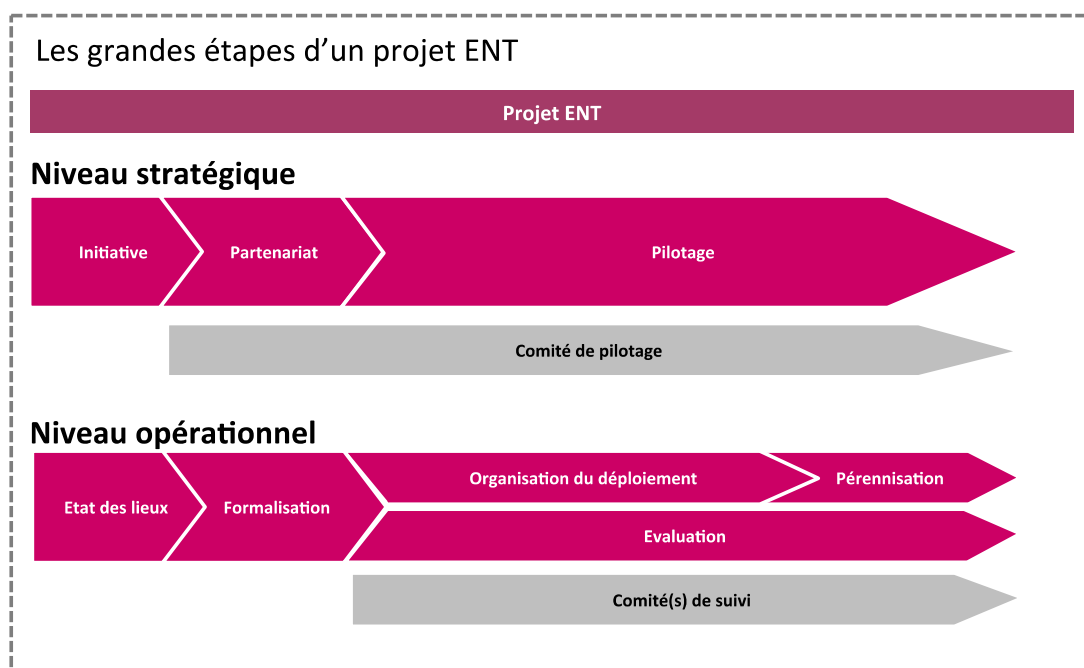 Les grandes étapes d’un projet ENT
Projet ENT
Niveau stratégique
Initiative
Partenariat
Pilotage
Comité de pilotage
Niveau opérationnel
Etat des lieux
Formalisation
Organisation du déploiement
Pérennisation
Evaluation
Comité(s) de suivi